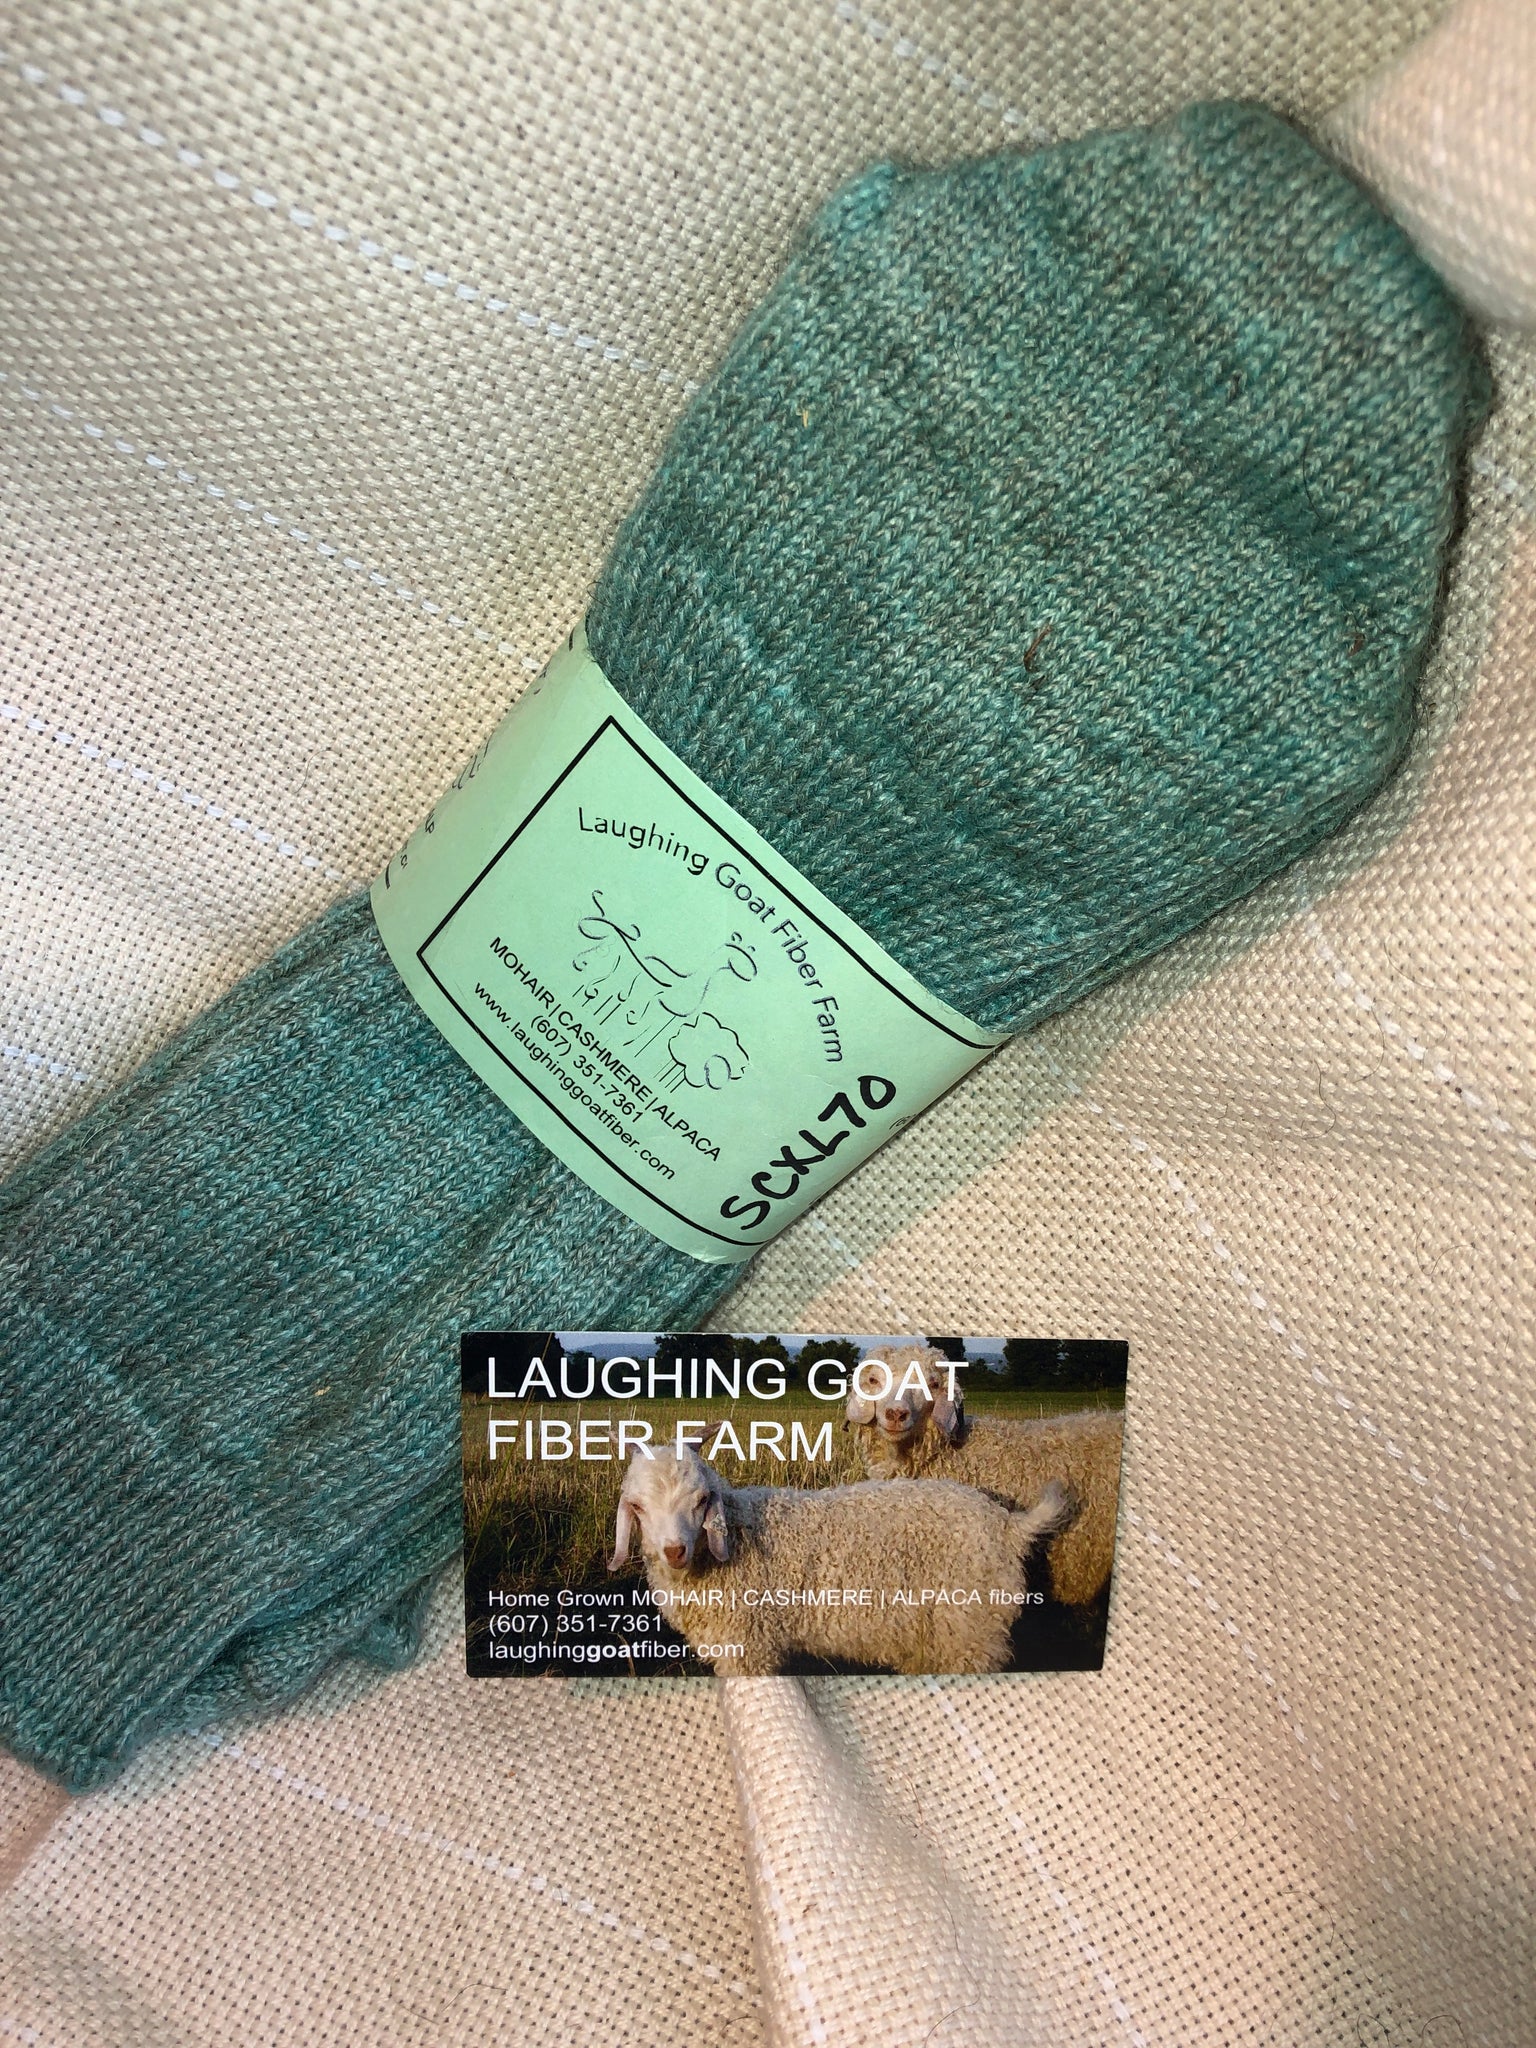 Laughing Goat Fiber Farm
MOHAIR|CASHMERE|ALPACA
(607) 351-7361
www.laughinggoatfiber.com
SCXL70
LAUGHING GOAT
FIBER FARM
Home Grown MOHAIR | CASHMERE | ALPACA fibers
(607) 351-7361
laughinggoatfiber.com